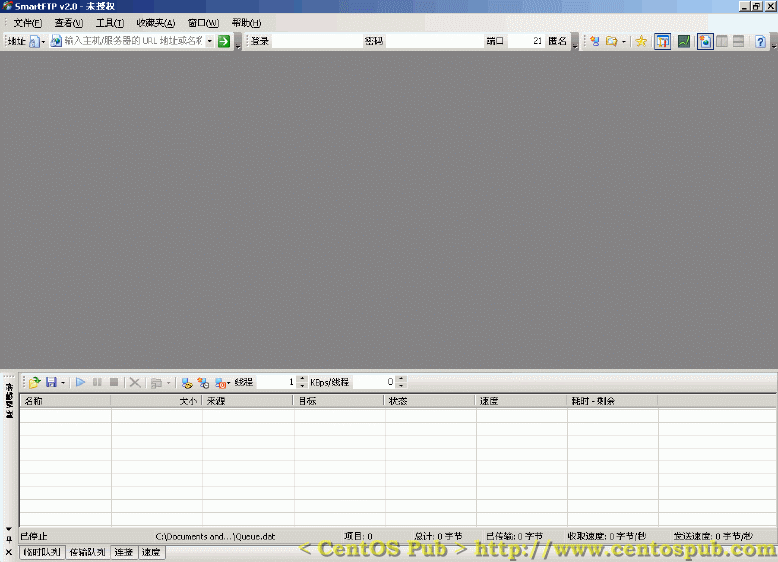 SmartFTP v2.0 - 未授权
文件(F) 查看(V) 工具(T) 收藏夹(A) 窗口(W) 帮助(H)
地址 输入主机/服务器的 URL 地址或名称 登录 密码 端口 21 匿名
线程 1 KBps/线程 0
传输队列
名称 大小 来源 目标 状态 速度 耗时 - 剩余
已停止 C:\Documents and...\Queue.dat 项目: 0 总计: 0 字节 已传输: 0 字节 收取速度: 0 字节/秒 发送速度: 0 字节/秒
临时队列 传输队列 连接 速度
< CentOS Pub > http://www.centospub.com